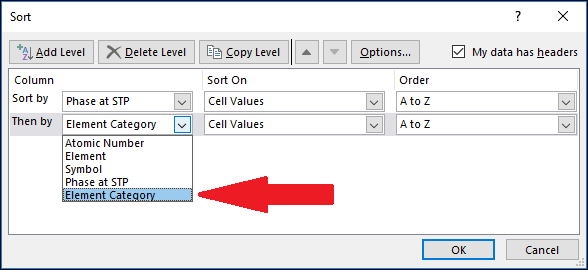 Sort
Add Level Delete Level Copy Level Options... My data has headers
Column Sort On Order
Sort by Phase at STP Cell Values A to Z
Then by Element Category Cell Values A to Z
Atomic Number
Element
Symbol
Phase at STP
Element Category
OK Cancel